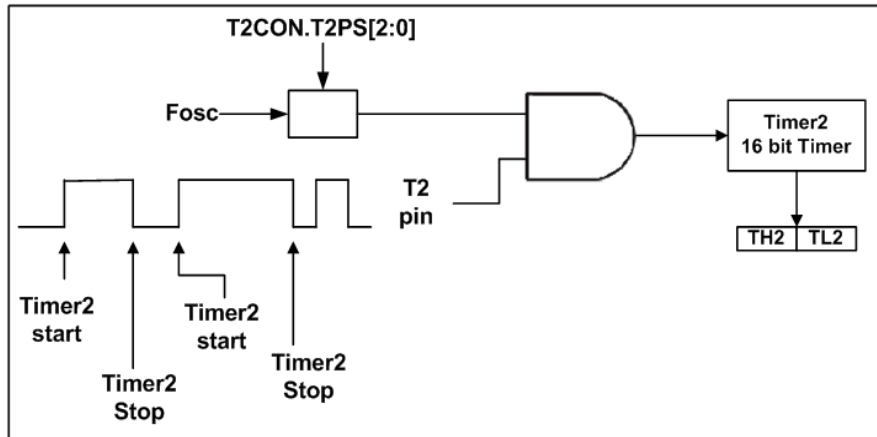 T2CON.T2PS[2:0]
Fosc
Timer2
16 bit Timer
T2
pin
TH2 TL2
Timer2
start
Timer2
Stop
Timer2
start
Timer2
Stop